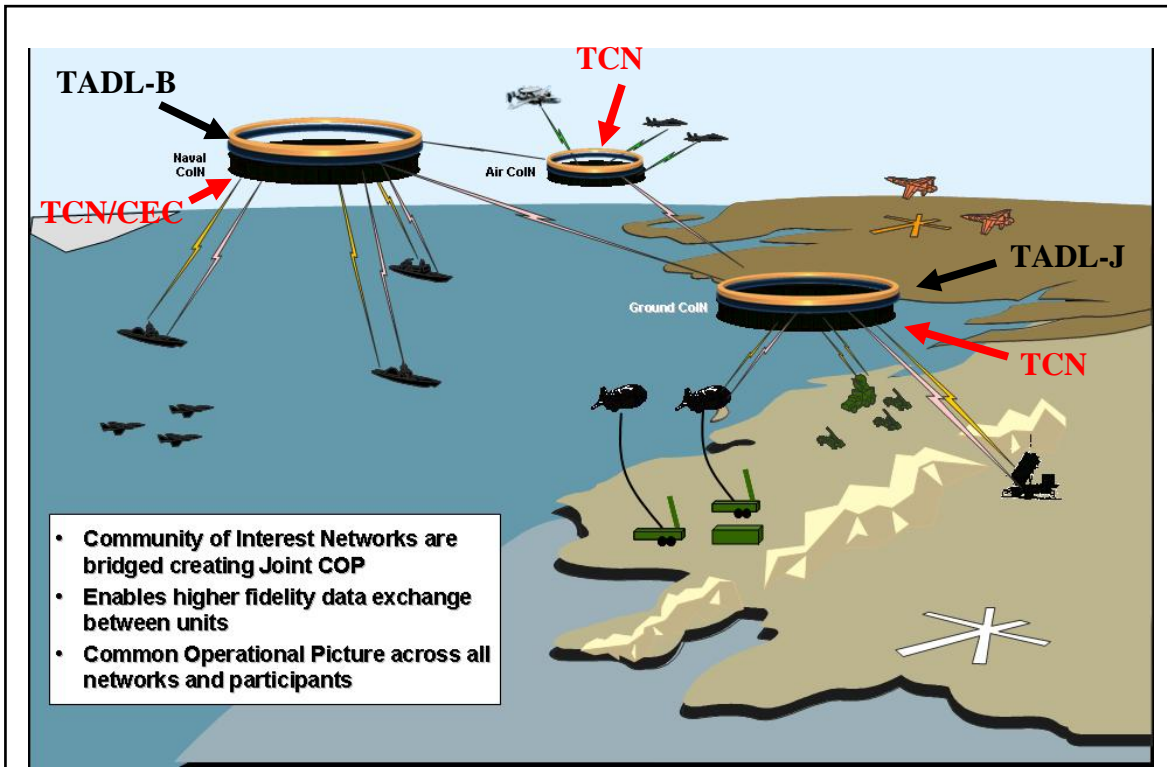 TCN
TADL-B
Naval
CoIN
Air CoIN
TCN/CEC
TADL-J
Ground CoIN
TCN
• Community of Interest Networks are
bridged creating Joint COP
• Enables higher fidelity data exchange
between units
• Common Operational Picture across all
networks and participants